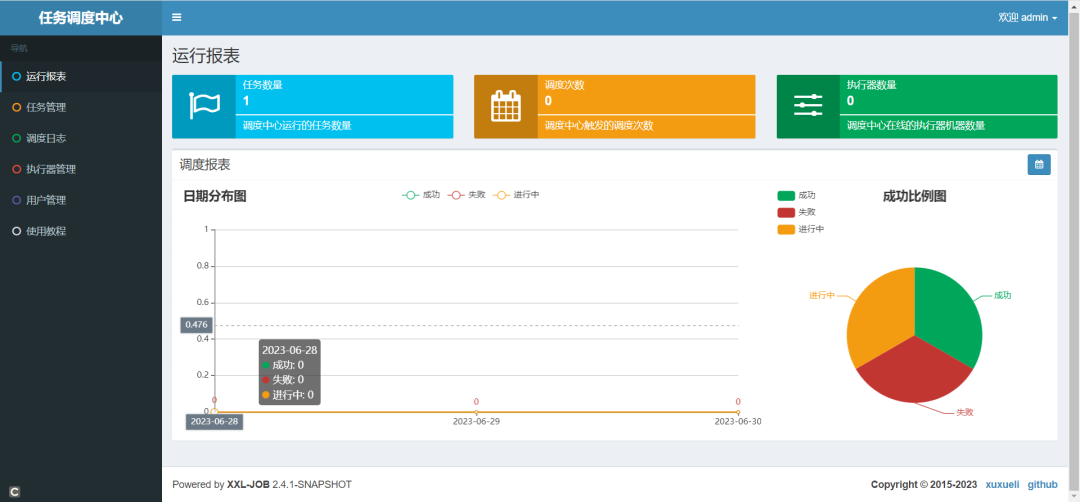 任务调度中心
欢迎 admin
导航
运行报表
任务管理
调度日志
执行器管理
用户管理
使用教程
运行报表
任务数量
1
调度中心运行的任务数量
调度次数
0
调度中心触发的调度次数
执行器数量
0
调度中心在线的执行器机器数量
调度报表
日期分布图
成功 失败 进行中
1
0.8
0.6
0.476
0.4
0.2
0
2023-06-28
成功: 0
失败: 0
进行中: 0
0 0 0
2023-06-28 2023-06-29 2023-06-30
成功
失败
进行中
成功比例图
进行中
成功
失败
Powered by XXL-JOB 2.4.1-SNAPSHOT
Copyright © 2015-2023 xuxueli github
C